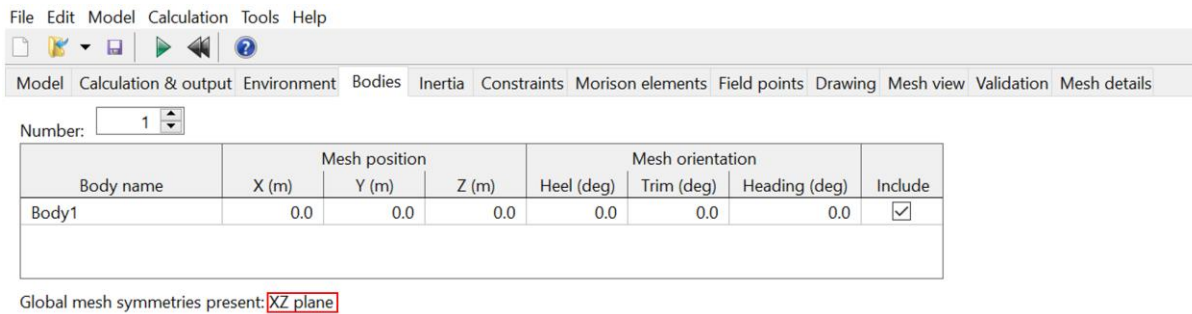 File Edit Model Calculation Tools Help
Model Calculation & output Environment Bodies Inertia Constraints Morison elements Field points Drawing Mesh view Validation Mesh details
Number: 1
Mesh position Mesh orientation
Body name X (m) Y (m) Z (m) Heel (deg) Trim (deg) Heading (deg) Include
Body1 0.0 0.0 0.0 0.0 0.0 0.0
Global mesh symmetries present: XZ plane